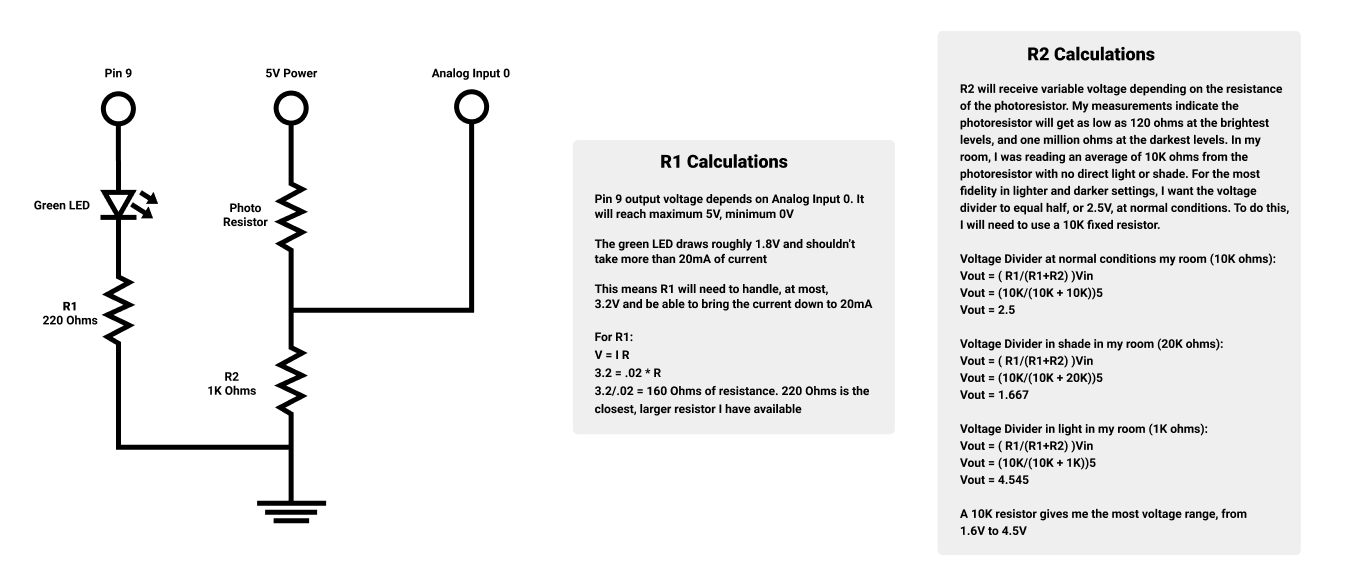 Pin 9
5V Power
Analog Input 0
Green LED
Photo
Resistor
R1
220 Ohms
R2
1K Ohms
R1 Calculations
Pin 9 output voltage depends on Analog Input 0. It
will reach maximum 5V, minimum 0V
The green LED draws roughly 1.8V and shouldn't
take more than 20mA of current
This means R1 will need to handle, at most,
3.2V and be able to bring the current down to 20mA
For R1:
V = I R
3.2 = .02 * R
3.2/.02 = 160 Ohms of resistance. 220 Ohms is the
closest, larger resistor I have available
R2 Calculations
R2 will receive variable voltage depending on the resistance
of the photoresistor. My measurements indicate the
photoresistor will get as low as 120 ohms at the brightest
levels, and one million ohms at the darkest levels. In my
room, I was reading an average of 10K ohms from the
photoresistor with no direct light or shade. For the most
fidelity in lighter and darker settings, I want the voltage
divider to equal half, or 2.5V, at normal conditions. To do this,
I will need to use a 10K fixed resistor.
Voltage Divider at normal conditions my room (10K ohms):
Vout = ( R1/(R1+R2) )Vin
Vout = (10K/(10K + 10K))5
Vout = 2.5
Voltage Divider in shade in my room (20K ohms):
Vout = ( R1/(R1+R2) )Vin
Vout = (10K/(10K + 20K))5
Vout = 1.667
Voltage Divider in light in my room (1K ohms):
Vout = ( R1/(R1+R2) )Vin
Vout = (10K/(10K + 1K))5
Vout = 4.545
A 10K resistor gives me the most voltage range, from
1.6V to 4.5V